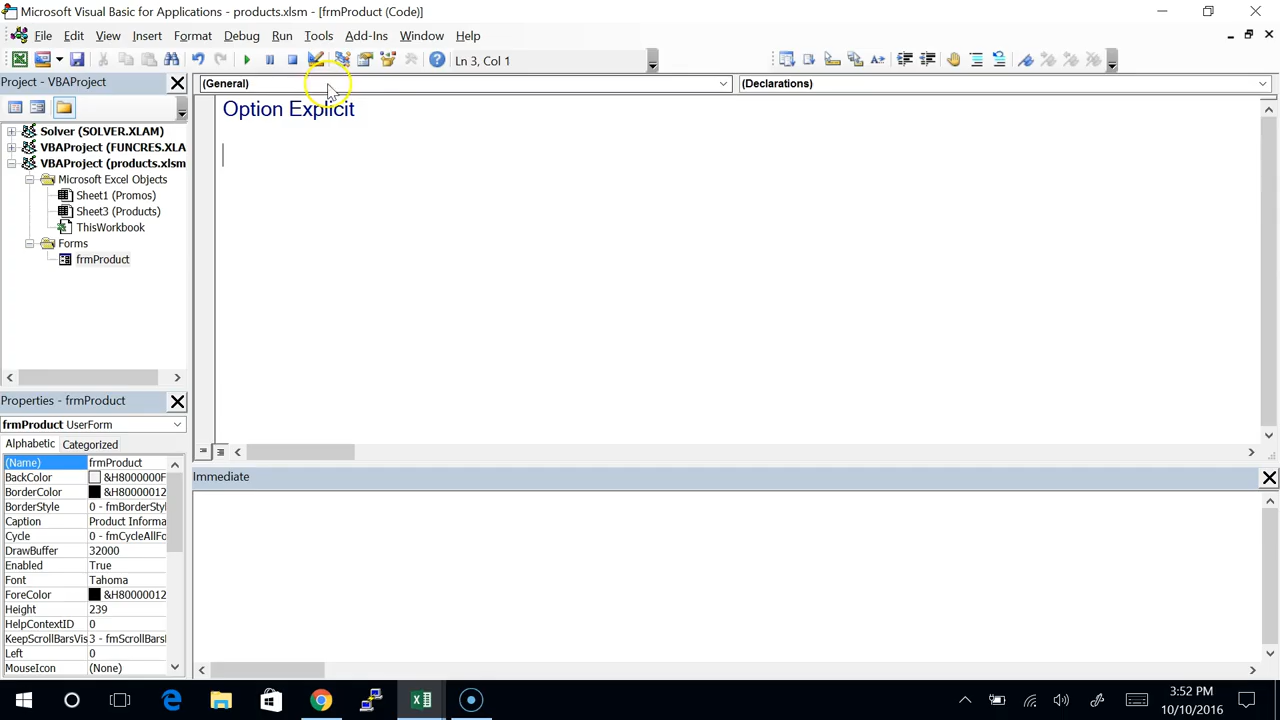 Microsoft Visual Basic for Applications - products.xlsm - [frmProduct (Code)]
File Edit View Insert Format Debug Run Tools Add-Ins Window Help
Ln 3, Col 1
Project - VBAProject
(General)
(Declarations)
Option Explicit
Solver (SOLVER.XLAM)
VBAProject (FUNCRES.XLA
VBAProject (products.xlsm
Microsoft Excel Objects
Sheet1 (Promos)
Sheet3 (Products)
ThisWorkbook
Forms
frmProduct
Properties - frmProduct
frmProduct UserForm
Alphabetic Categorized
(Name) frmProduct
BackColor &H8000000F
BorderColor &H80000012
BorderStyle 0 - fmBorderStyl
Caption Product Informa
Cycle 0 - fmCycleAllFo
DrawBuffer 32000
Enabled True
Font Tahoma
ForeColor &H80000012
Height 239
HelpContextID 0
KeepScrollBarsVis 3 - fmScrollBarsl
Left 0
MouseIcon (None)
Immediate
3:52 PM
10/10/2016